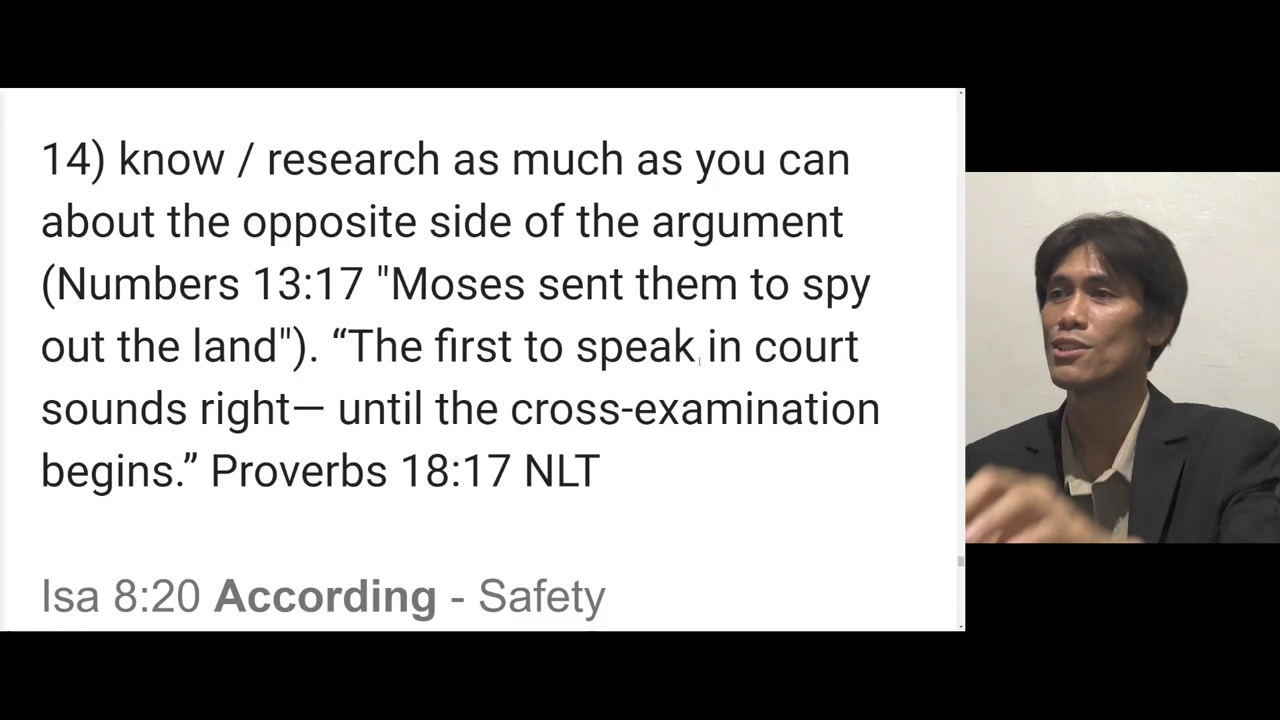 14) know / research as much as you can
about the opposite side of the argument
(Numbers 13:17 "Moses sent them to spy
out the land"). “The first to speak in court
sounds right— until the cross-examination
begins.” Proverbs 18:17 NLT
Isa 8:20 According - Safety